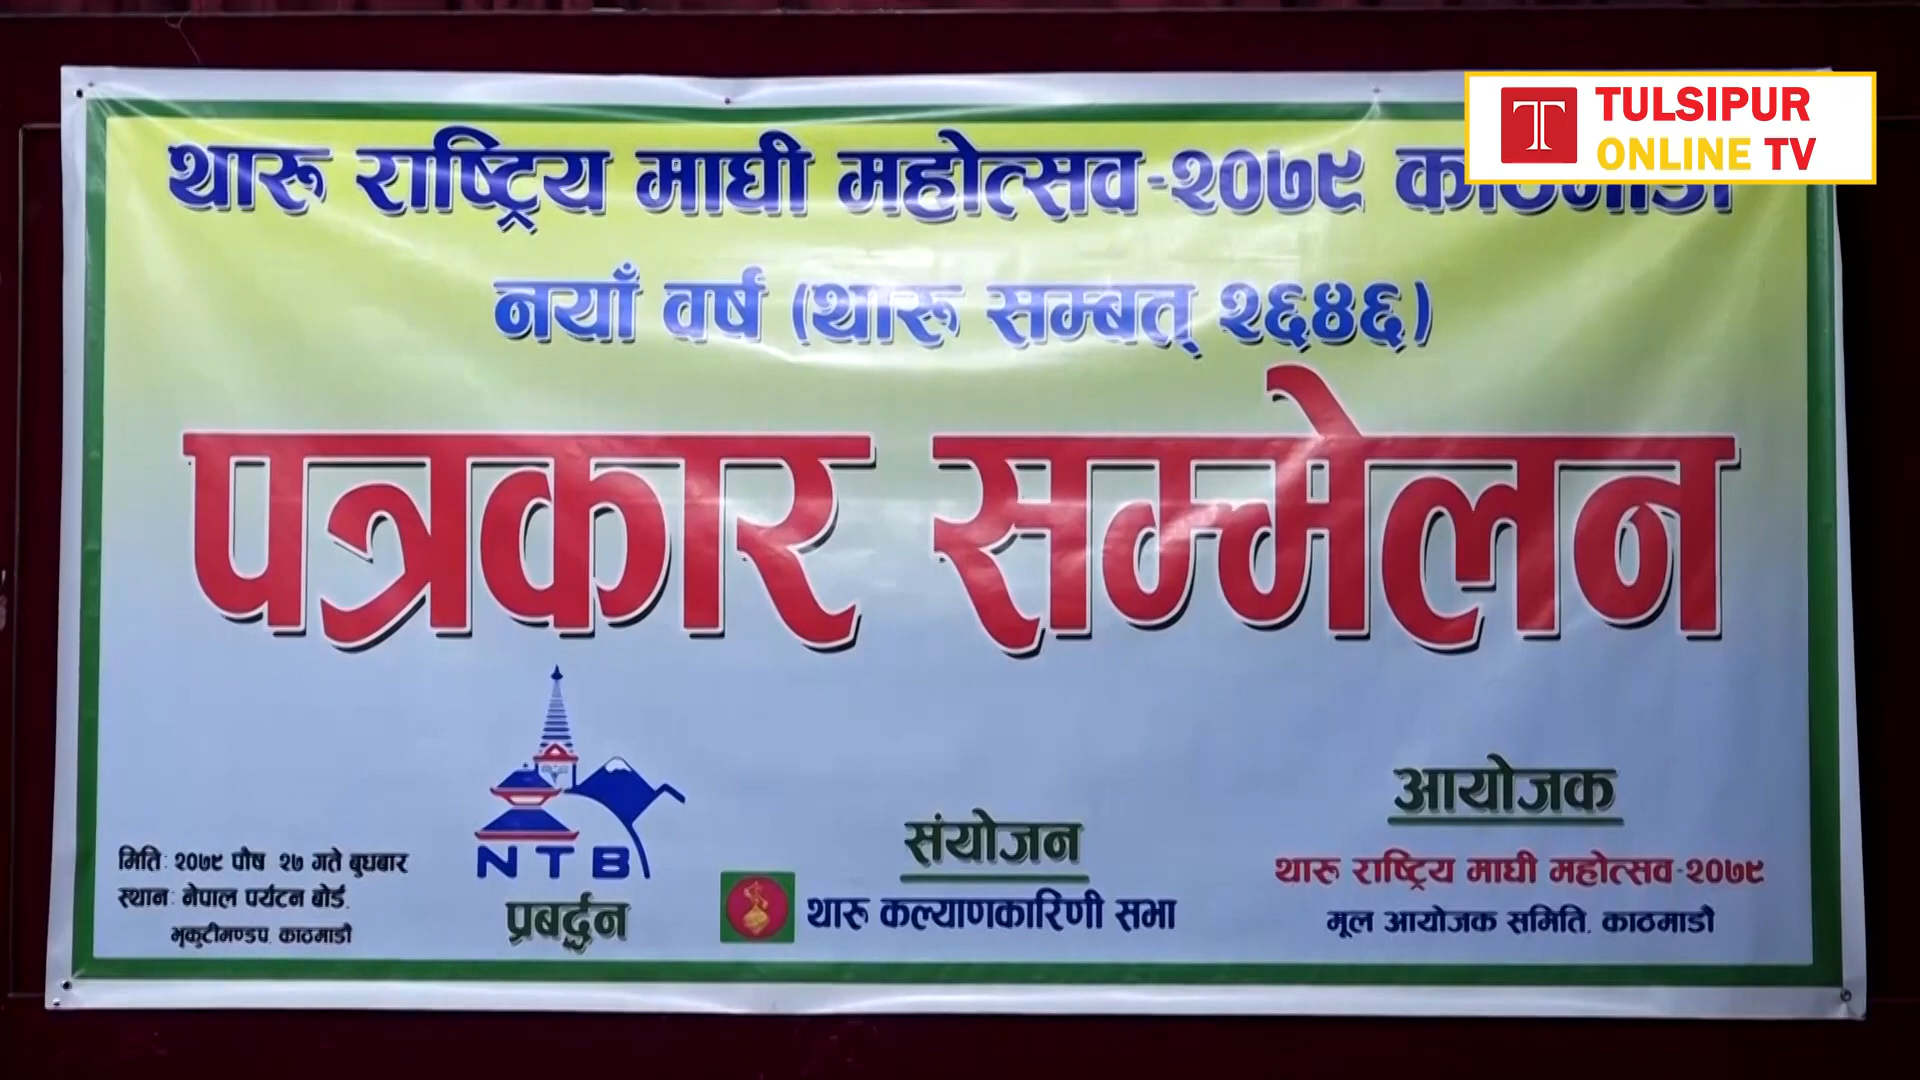 थारू राष्ट्रिय माघी महोत्सव-२०७९
TULSIPUR
ONLINE TV
नयाँ वर्ष (थारू सम्बत् २६४६)
पत्रकार सम्मेलन
मिति: २०७९ पौष २७ गते बुधबार
स्थान: नेपाल पर्यटन बोर्ड,
भृकुटीमण्डप, काठमाडौं
NTB
प्रबर्द्धन
संयोजन
थारू कल्याणकारिणी सभा
आयोजक
थारू राष्ट्रिय माघी महोत्सव-२०७९
मूल आयोजक समिति, काठमाडौं